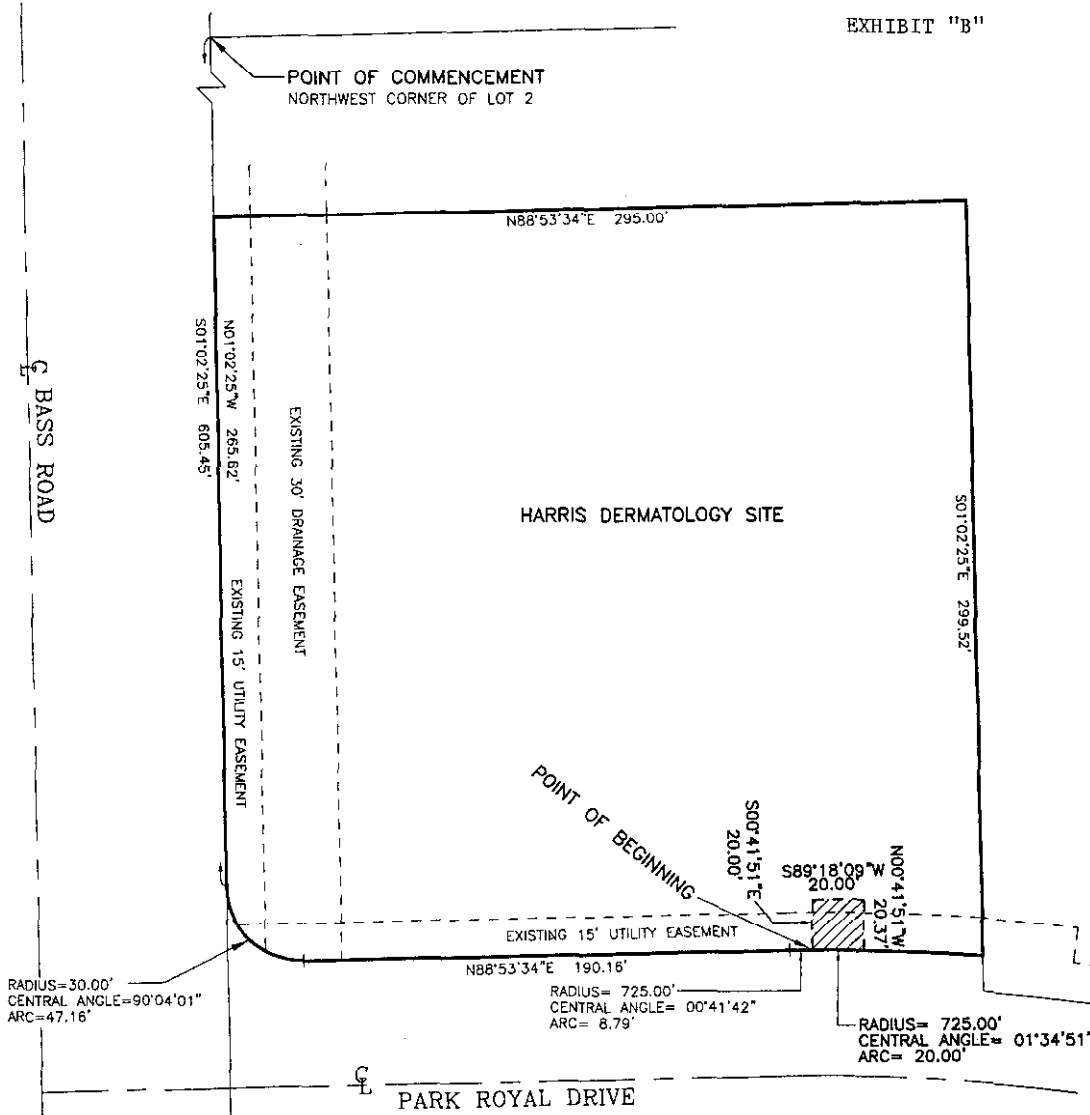 EXHIBIT "B"
POINT OF COMMENCEMENT
NORTHWEST CORNER OF LOT 2
N88°53'34"E 295.00'
N01°02'25"W 265.62'
S01°02'25"E 605.45'
℄ BASS ROAD
EXISTING 30' DRAINAGE EASEMENT
EXISTING 15' UTILITY EASEMENT
HARRIS DERMATOLOGY SITE
S01°02'25"E 299.52'
POINT OF BEGINNING
S00°41'51"E
20.00'
S89°18'09"W
20.00'
N00°41'51"W
20.37'
EXISTING 15' UTILITY EASEMENT
N88°53'34"E 190.16'
RADIUS=30.00'
CENTRAL ANGLE=90°04'01"
ARC=47.16'
RADIUS= 725.00'
CENTRAL ANGLE= 00°41'42"
ARC= 8.79'
RADIUS= 725.00'
CENTRAL ANGLE= 01°34'51"
ARC= 20.00'
℄ PARK ROYAL DRIVE